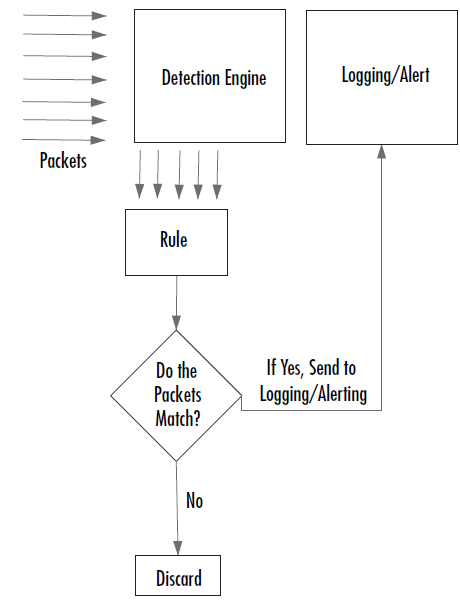 Detection Engine
Logging/Alert
Packets
Rule
Do the
Packets
Match?
If Yes, Send to
Logging/Alerting
No
Discard